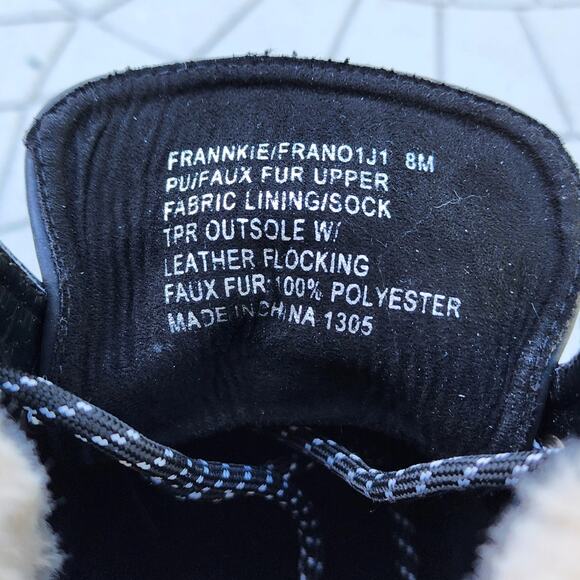 FRANNKIE/FRANO1J1 8M
PU/FAUX FUR UPPER
FABRIC LINING/SOCK
TPR OUTSOLE W/
LEATHER FLOCKING
FAUX FUR:100% POLYESTER
MADE IN CHINA 1305